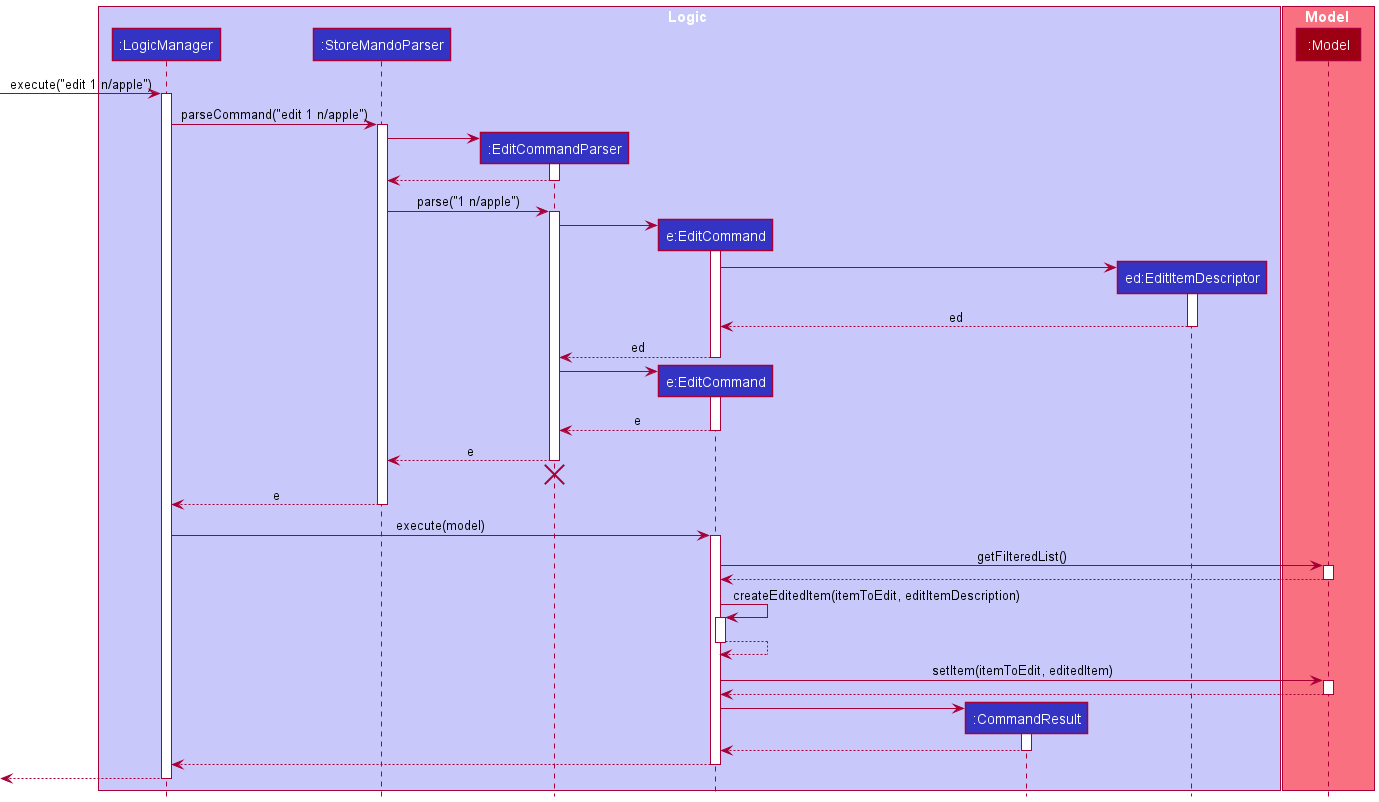 Logic
Model
:LogicManager
:StoreMandoParser
:Model
execute("edit 1 n/apple")
parseCommand("edit 1 n/apple")
:EditCommandParser
parse("1 n/apple")
e:EditCommand
ed:EditItemDescriptor
ed
ed
e:EditCommand
e
e
e
execute(model)
getFilteredList()
createEditedItem(itemToEdit, editItemDescription)
setItem(itemToEdit, editedItem)
:CommandResult